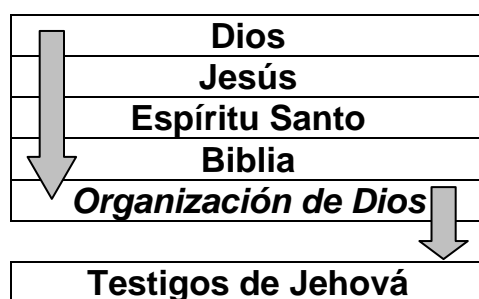 Dios
Jesús
Espíritu Santo
Biblia
Organización de Dios
Testigos de Jehová